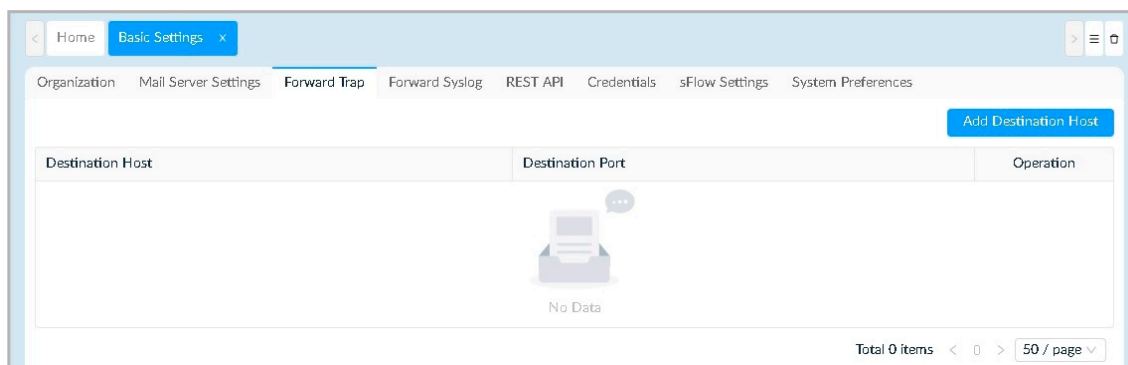 < Home Basic Settings x >
Organization Mail Server Settings Forward Trap Forward Syslog REST API Credentials sFlow Settings System Preferences
Add Destination Host
Destination Host Destination Port Operation
No Data
Total 0 items < 0 > 50 / page